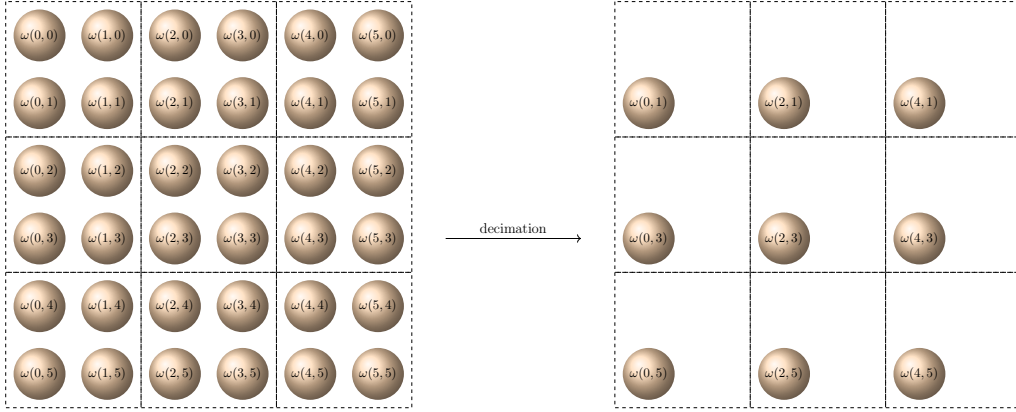 ω(0, 0) ω(1, 0) ω(2, 0) ω(3, 0) ω(4, 0) ω(5, 0)
ω(0, 1) ω(1, 1) ω(2, 1) ω(3, 1) ω(4, 1) ω(5, 1)
ω(0, 2) ω(1, 2) ω(2, 2) ω(3, 2) ω(4, 2) ω(5, 2)
ω(0, 3) ω(1, 3) ω(2, 3) ω(3, 3) ω(4, 3) ω(5, 3)
ω(0, 4) ω(1, 4) ω(2, 4) ω(3, 4) ω(4, 4) ω(5, 4)
ω(0, 5) ω(1, 5) ω(2, 5) ω(3, 5) ω(4, 5) ω(5, 5)
decimation
ω(0, 1) ω(2, 1) ω(4, 1)
ω(0, 3) ω(2, 3) ω(4, 3)
ω(0, 5) ω(2, 5) ω(4, 5)